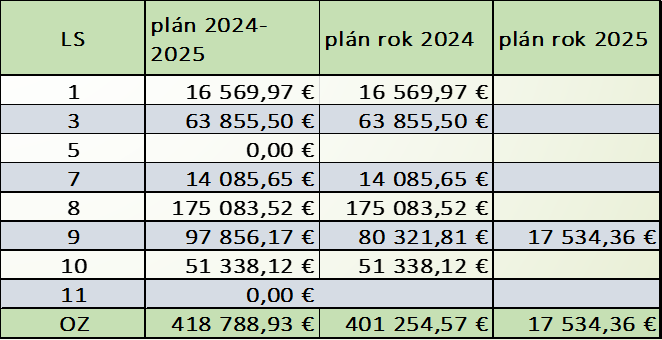 LS plán 2024-2025 plán rok 2024 plán rok 2025
1 16 569,97 € 16 569,97 €
3 63 855,50 € 63 855,50 €
5 0,00 €
7 14 085,65 € 14 085,65 €
8 175 083,52 € 175 083,52 €
9 97 856,17 € 80 321,81 € 17 534,36 €
10 51 338,12 € 51 338,12 €
11 0,00 €
OZ 418 788,93 € 401 254,57 € 17 534,36 €